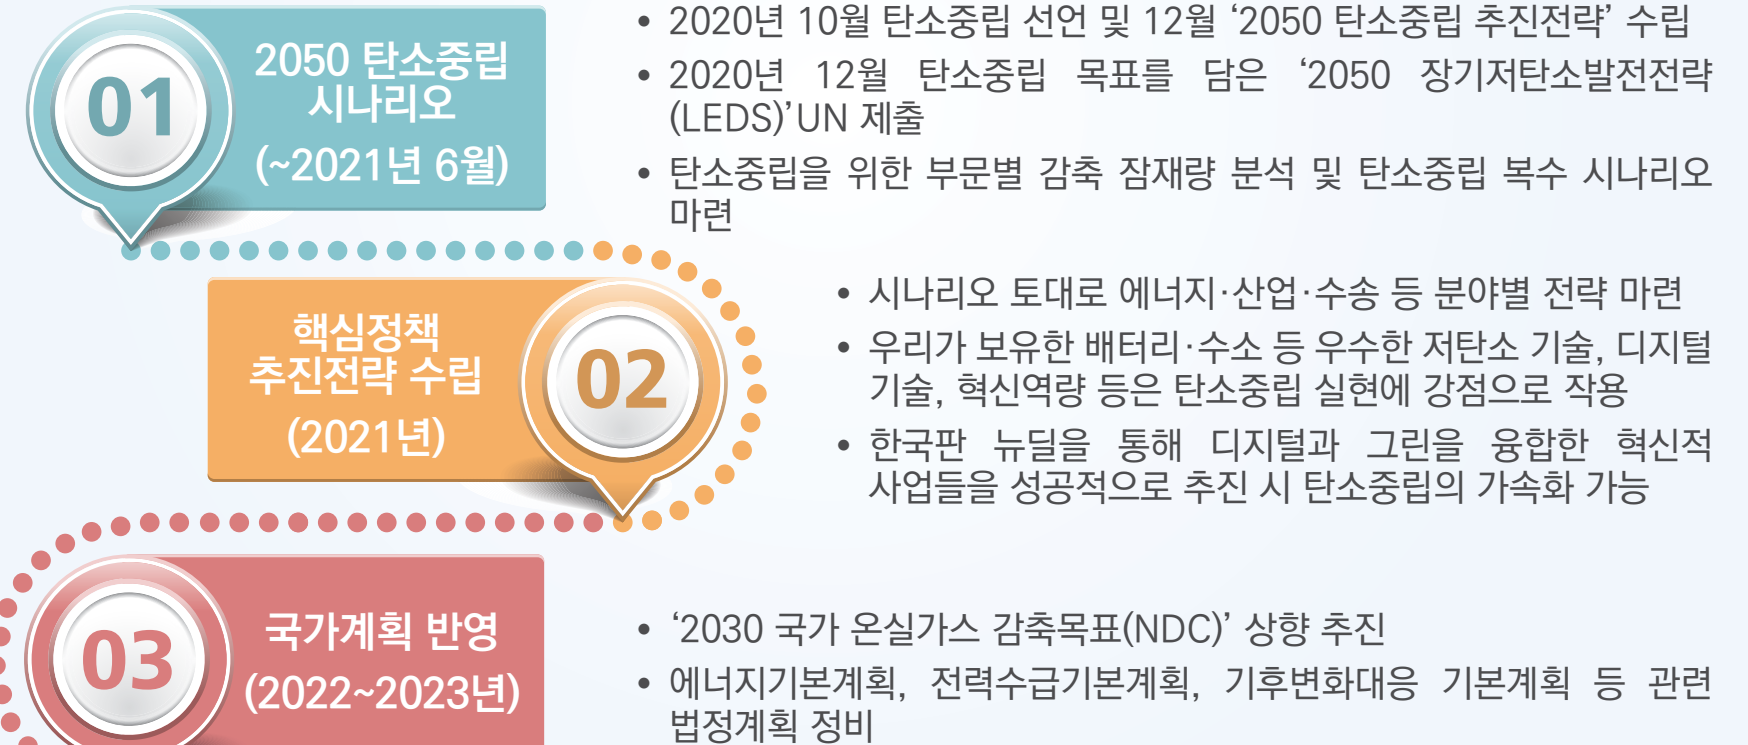 01
2050 탄소중립
시나리오
(~2021년 6월)
• 2020년 10월 탄소중립 선언 및 12월 ‘2050 탄소중립 추진전략’ 수립
• 2020년 12월 탄소중립 목표를 담은 ‘2050 장기저탄소발전전략
(LEDS)’UN 제출
• 탄소중립을 위한 부문별 감축 잠재량 분석 및 탄소중립 복수 시나리오
마련
핵심정책
추진전략 수립
(2021년)
02
• 시나리오 토대로 에너지·산업·수송 등 분야별 전략 마련
• 우리가 보유한 배터리·수소 등 우수한 저탄소 기술, 디지털
기술, 혁신역량 등은 탄소중립 실현에 강점으로 작용
• 한국판 뉴딜을 통해 디지털과 그린을 융합한 혁신적
사업들을 성공적으로 추진 시 탄소중립의 가속화 가능
03
국가계획 반영
(2022~2023년)
• ‘2030 국가 온실가스 감축목표(NDC)’ 상향 추진
• 에너지기본계획, 전력수급기본계획, 기후변화대응 기본계획 등 관련
법정계획 정비